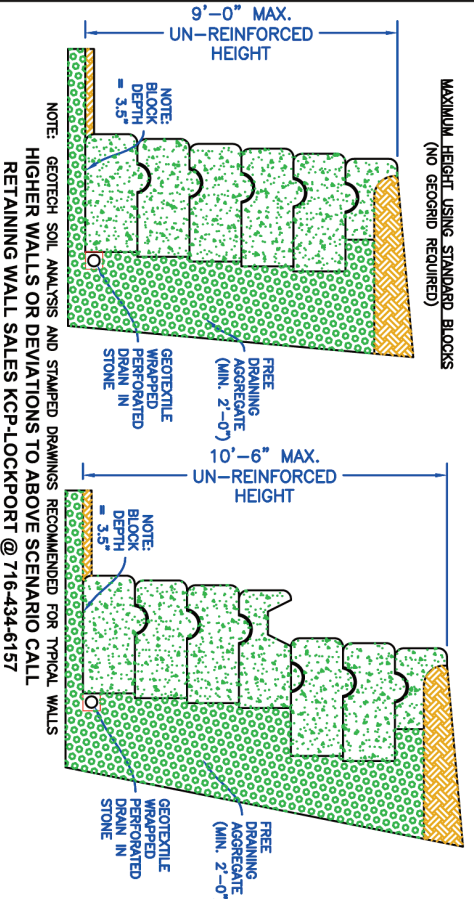 MAXIMUM HEIGHT USING STANDARD BLOCKS
(NO GEOGRID REQUIRED)
9'-0" MAX.
UN-REINFORCED
HEIGHT
NOTE:
BLOCK
DEPTH
= 3.5"
FREE
DRAINING
AGGREGATE
(MIN. 2'-0")
GEOTEXTILE
WRAPPED
PERFORATED
DRAIN IN
STONE
10'-6" MAX.
UN-REINFORCED
HEIGHT
NOTE:
BLOCK
DEPTH
= 3.5"
FREE
DRAINING
AGGREGATE
(MIN. 2'-0"
GEOTEXTILE
WRAPPED
PERFORATED
DRAIN IN
STONE
NOTE: GEOTECH SOIL ANALYSIS AND STAMPED DRAWINGS RECOMMENDED FOR TYPICAL WALLS
HIGHER WALLS OR DEVIATIONS TO ABOVE SCENARIO CALL
RETAINING WALL SALES KCP-LOCKPORT @ 716-434-6157